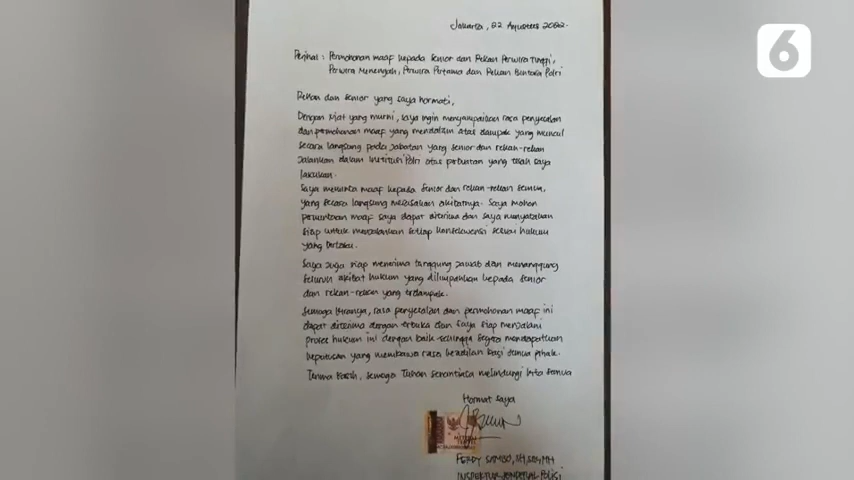 Jakarta, 22 Agustus 2022.
Perihal : Permohonan maaf kepada Senior dan Rekan Perwira Tinggi,
Perwira Menengah, Perwira Pertama dan Rekan Bintara Polri
Rekan dan Senior yang saya hormati,
Dengan niat yang murni, saya ingin menyampaikan rasa penyesalan
dan permohonan maaf yang mendalam atas dampak yang muncul
secara langsung pada jabatan yang senior dan rekan-rekan
jalankan dalam institusi Polri atas perbuatan yang telah saya
lakukan.
Saya meminta maaf kepada senior dan rekan-rekan semua,
yang secara langsung merasakan akibatnya. Saya mohon
permintaan maaf saya dapat diterima dan saya menyatakan
siap untuk menjalankan setiap konsekwensi sesuai hukum
yang berlaku.
Saya juga siap menerima tanggung jawab dan menanggung
seluruh akibat hukum yang dilimpahkan kepada senior
dan rekan-rekan yang terdampak.
Semoga kiranya, rasa penyesalan dan permohonan maaf ini
dapat diterima dengan terbuka dan saya siap menjalani
proses hukum ini dengan baik sehingga segera mendapatkan
keputusan yang membawa rasa keadilan bagi semua pihak.
Terima kasih, semoga Tuhan senantiasa melindungi kita semua
Hormat saya
FERDY SAMBO, SH, SIK, MH
INSPEKTUR JENDERAL POLISI
6